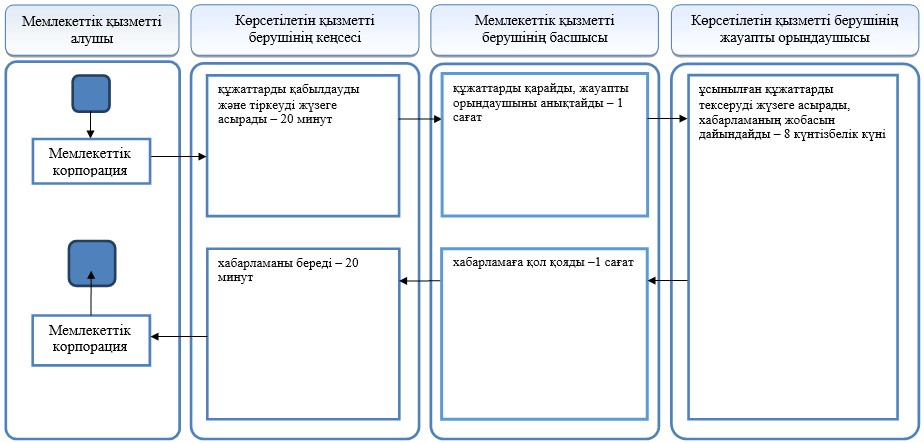 Мемлекеттік қызметті
алушы
Көрсетілетін қызметті
берушінің кеңсесі
Мемлекеттік қызметті
берушінің басшысы
Көрсетілетін қызметті берушінің
жауапты орындаушысы
Мемлекеттік
корпорация
құжаттарды қабылдауды
және тіркеуді жүзеге
асырады – 20 минут
құжаттарды қарайды, жауапты
орындаушыны анықтайды – 1
сағат
ұсынылған құжаттарды
тексеруді жүзеге асырады,
хабарламаның жобасын
дайындайды – 8 күнтізбелік күні
Мемлекеттік
корпорация
хабарламаны береді – 20
минут
хабарламаға қол қояды –1 сағат